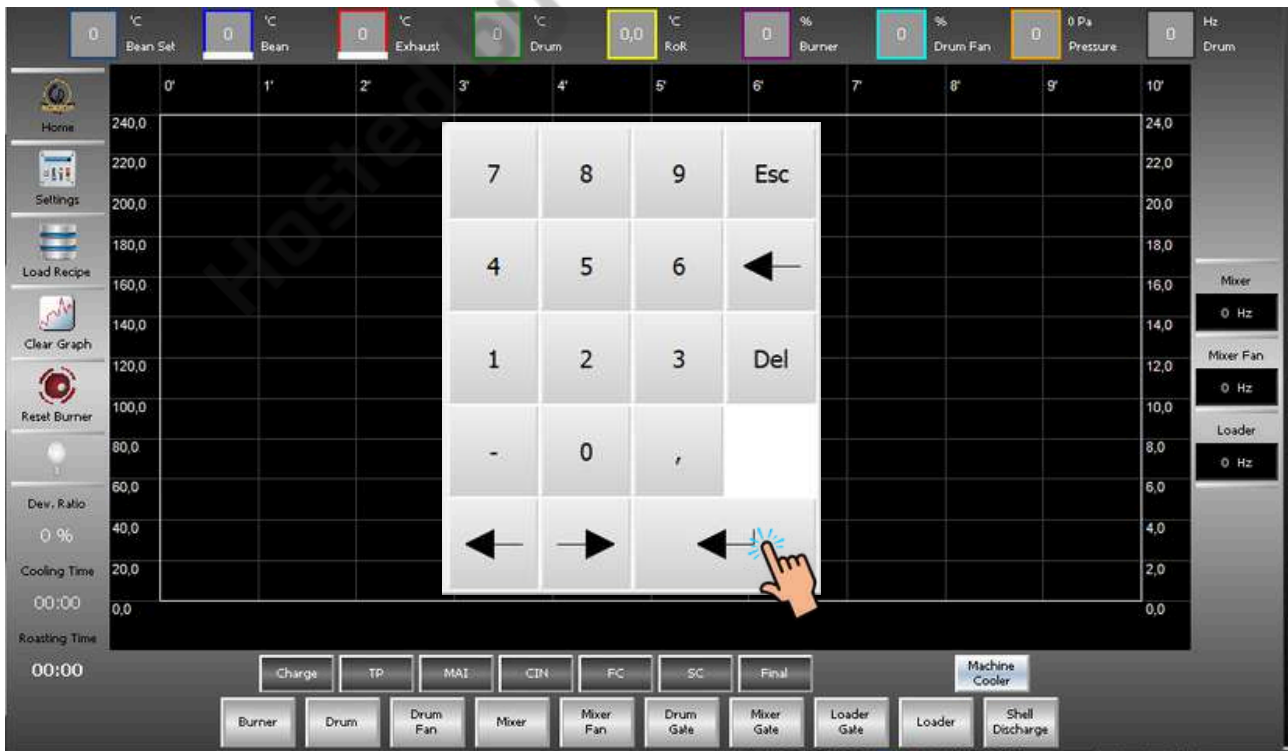 0 'C Bean Set
0 'C Bean
0 'C Exhaust
0 'C Drum
0,0 'C RoR
0 % Burner
0 % Drum Fan
0 0 Pa Pressure
0 Hz Drum
0' 1' 2' 3' 4' 5' 6' 7' 8' 9' 10'
Home
Settings
Load Recipe
Clear Graph
Reset Burner
Dev. Ratio
0 %
Cooling Time
00:00
Roasting Time
00:00
240,0
220,0
200,0
180,0
160,0
140,0
120,0
100,0
80,0
60,0
40,0
20,0
0,0
Hosted by
7 8 9 Esc
4 5 6
1 2 3 Del
- 0 ,
24,0
22,0
20,0
18,0
16,0
14,0
12,0
10,0
8,0
6,0
4,0
2,0
0,0
Mixer
0 Hz
Mixer Fan
0 Hz
Loader
0 Hz
Charge TP MAI CIN FC SC Final
Machine
Cooler
Burner
Drum
Drum
Fan
Mixer
Mixer
Fan
Drum
Gate
Mixer
Gate
Loader
Gate
Loader
Shell
Discharge